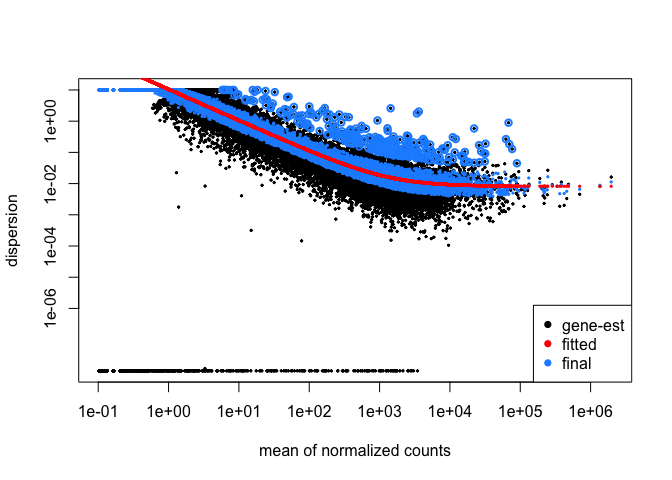 dispersion
1e+00
1e-02
1e-04
1e-06
gene-est
fitted
final
1e-01 1e+00 1e+01 1e+02 1e+03 1e+04 1e+05 1e+06
mean of normalized counts